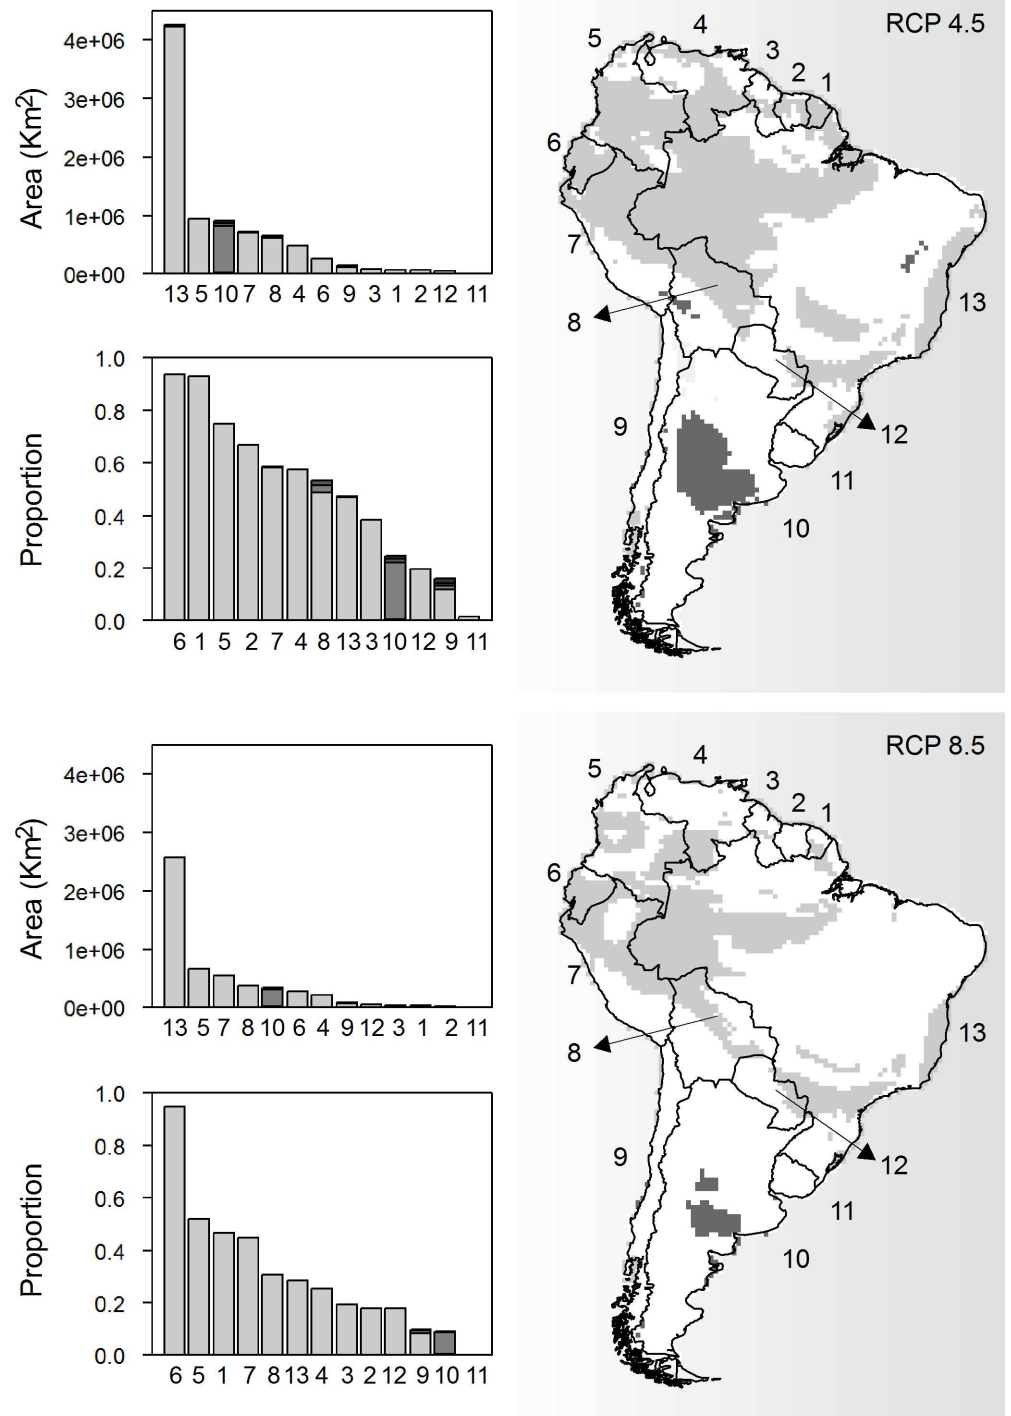 4e+06
3e+06
2e+06
1e+06
0e+00
Area (Km2)
13 5 10 7 8 4 6 9 3 1 2 12 11
1.0
0.8
0.6
0.4
0.2
0.0
Proportion
6 1 5 2 7 4 8 13 3 10 12 9 11
RCP 4.5
5
4
3
2
1
6
7
13
8
9
12
11
10
4e+06
3e+06
2e+06
1e+06
0e+00
Area (Km2)
13 5 7 8 10 6 4 9 12 3 1 2 11
1.0
0.8
0.6
0.4
0.2
0.0
Proportion
6 5 1 7 8 13 4 3 2 12 9 10 11
RCP 8.5
5
4
3
2
1
6
7
13
8
9
12
11
10